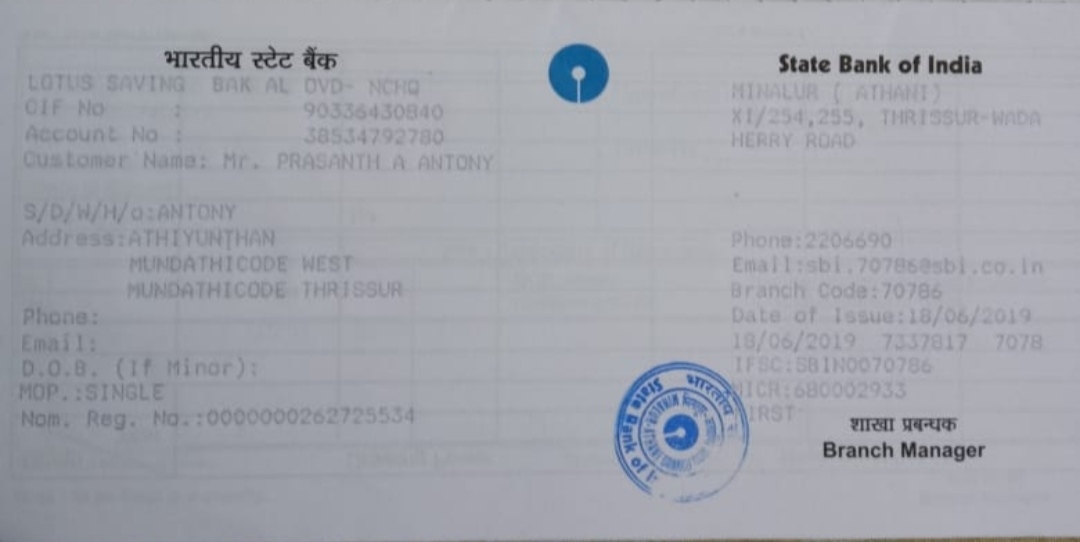 भारतीय स्टेट बैंक
LOTUS SAVING BAK AL OVD- NCHQ
CIF No : 90336430840
Account No : 38534792780
Customer Name: Mr. PRASANTH A ANTONY
S/D/W/H/o:ANTONY
Address:ATHIYUNTHAN
MUNDATHICODE WEST
MUNDATHICODE THRISSUR
Phone:
Email:
D.O.B. (If Minor):
MOP.:SINGLE
Nom. Reg. No.:0000000262725534
State Bank of India
MINALUR ( ATHANI)
XI/254,255, THRISSUR-WADA
HERRY ROAD
Phone:2206690
Email:sbi.70786@sbi.co.in
Branch Code:70786
Date of Issue:18/06/2019
18/06/2019 7337817 7078
IFSC:SBIN0070786
MICR:680002933
शाखा प्रबन्धक
Branch Manager
भारतीय
State Bank of